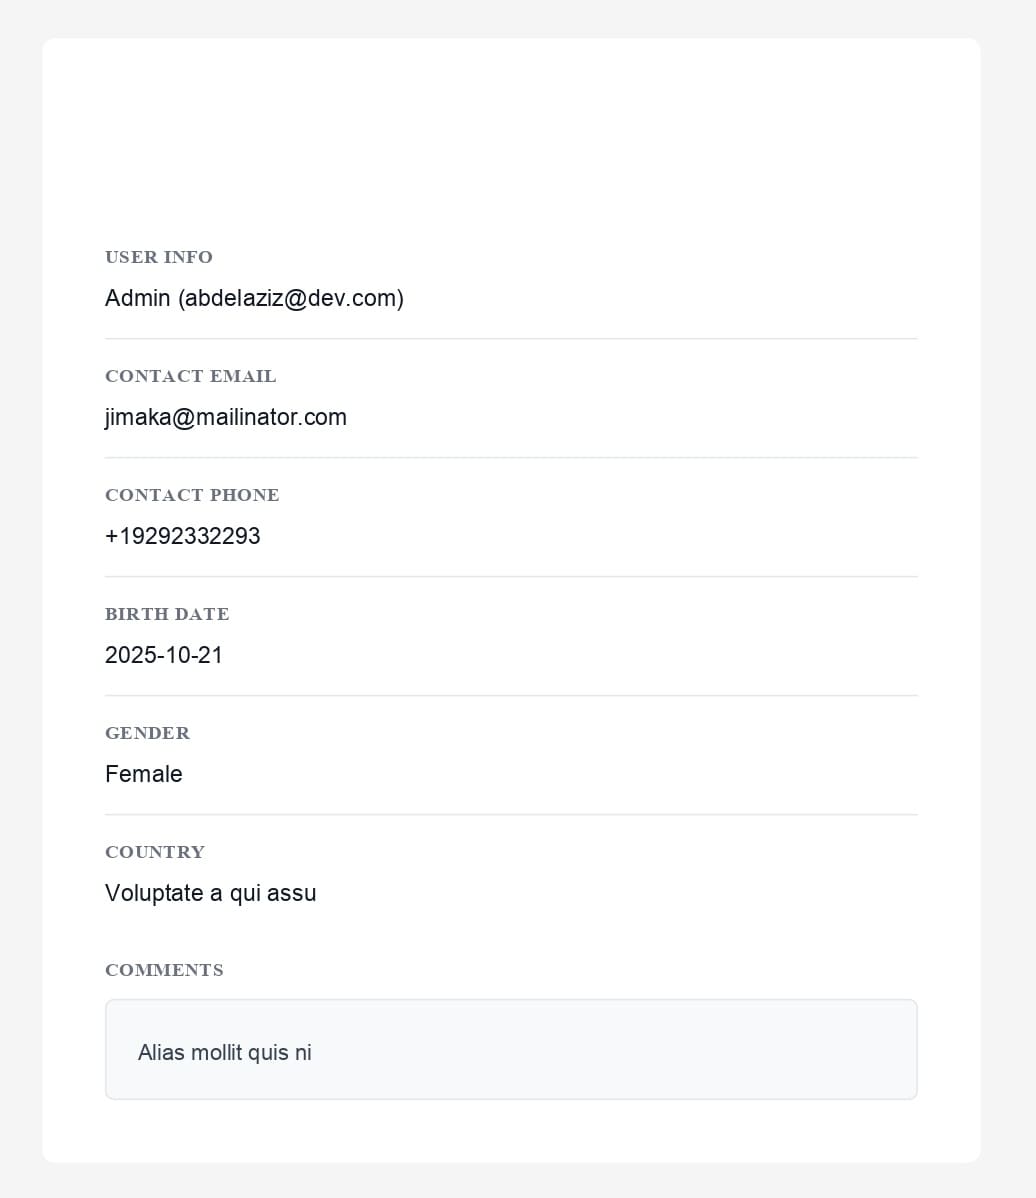 USER INFO
Admin (abdelaziz@dev.com)
CONTACT EMAIL
jimaka@mailinator.com
CONTACT PHONE
+19292332293
BIRTH DATE
2025-10-21
GENDER
Female
COUNTRY
Voluptate a qui assu
COMMENTS
Alias mollit quis ni